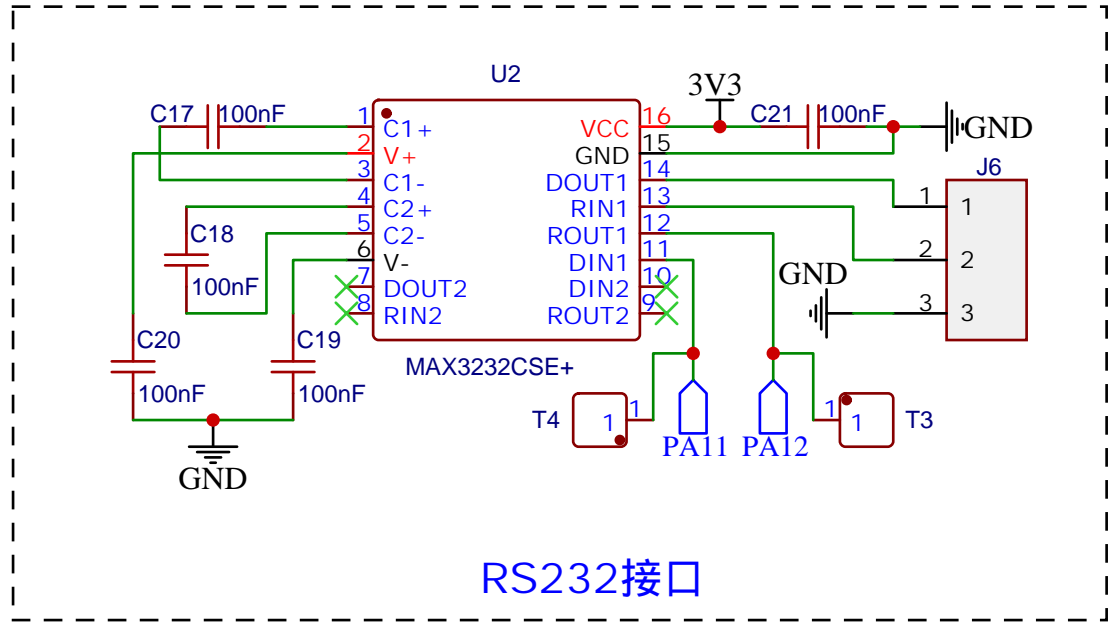 U2
3V3
C17 100nF
C21 100nF
GND
1 C1+
2 V+
3 C1-
4 C2+
5 C2-
6 V-
7 DOUT2
8 RIN2
VCC 16
GND 15
DOUT1 14
RIN1 13
ROUT1 12
DIN1 11
DIN2 10
ROUT2 9
J6
1 1
2 2
3 3
GND
C18
100nF
C20
100nF
C19
100nF
MAX3232CSE+
GND
T4 1 1
PA11
PA12
1 1 T3
RS232接口